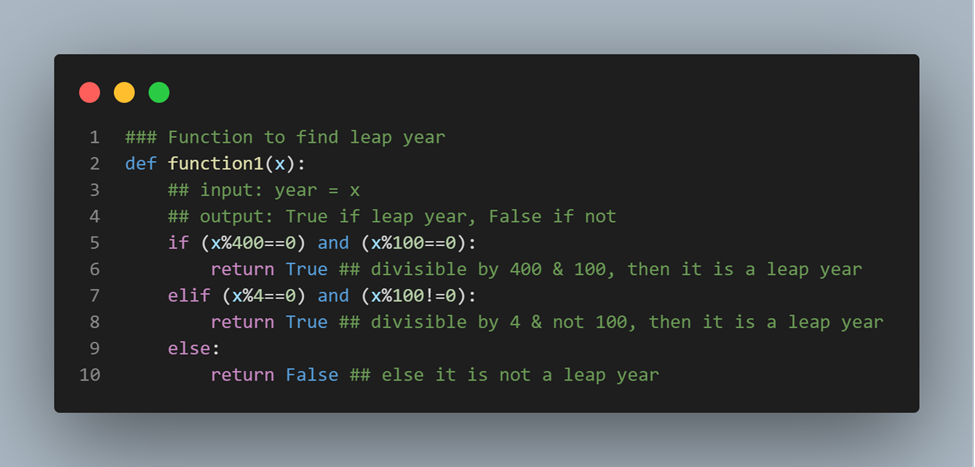 1 ### Function to find leap year
2 def function1(x):
3     ## input: year = x
4     ## output: True if leap year, False if not
5     if (x%400==0) and (x%100==0):
6         return True ## divisible by 400 & 100, then it is a leap year
7     elif (x%4==0) and (x%100!=0):
8         return True ## divisible by 4 & not 100, then it is a leap year
9     else:
10         return False ## else it is not a leap year